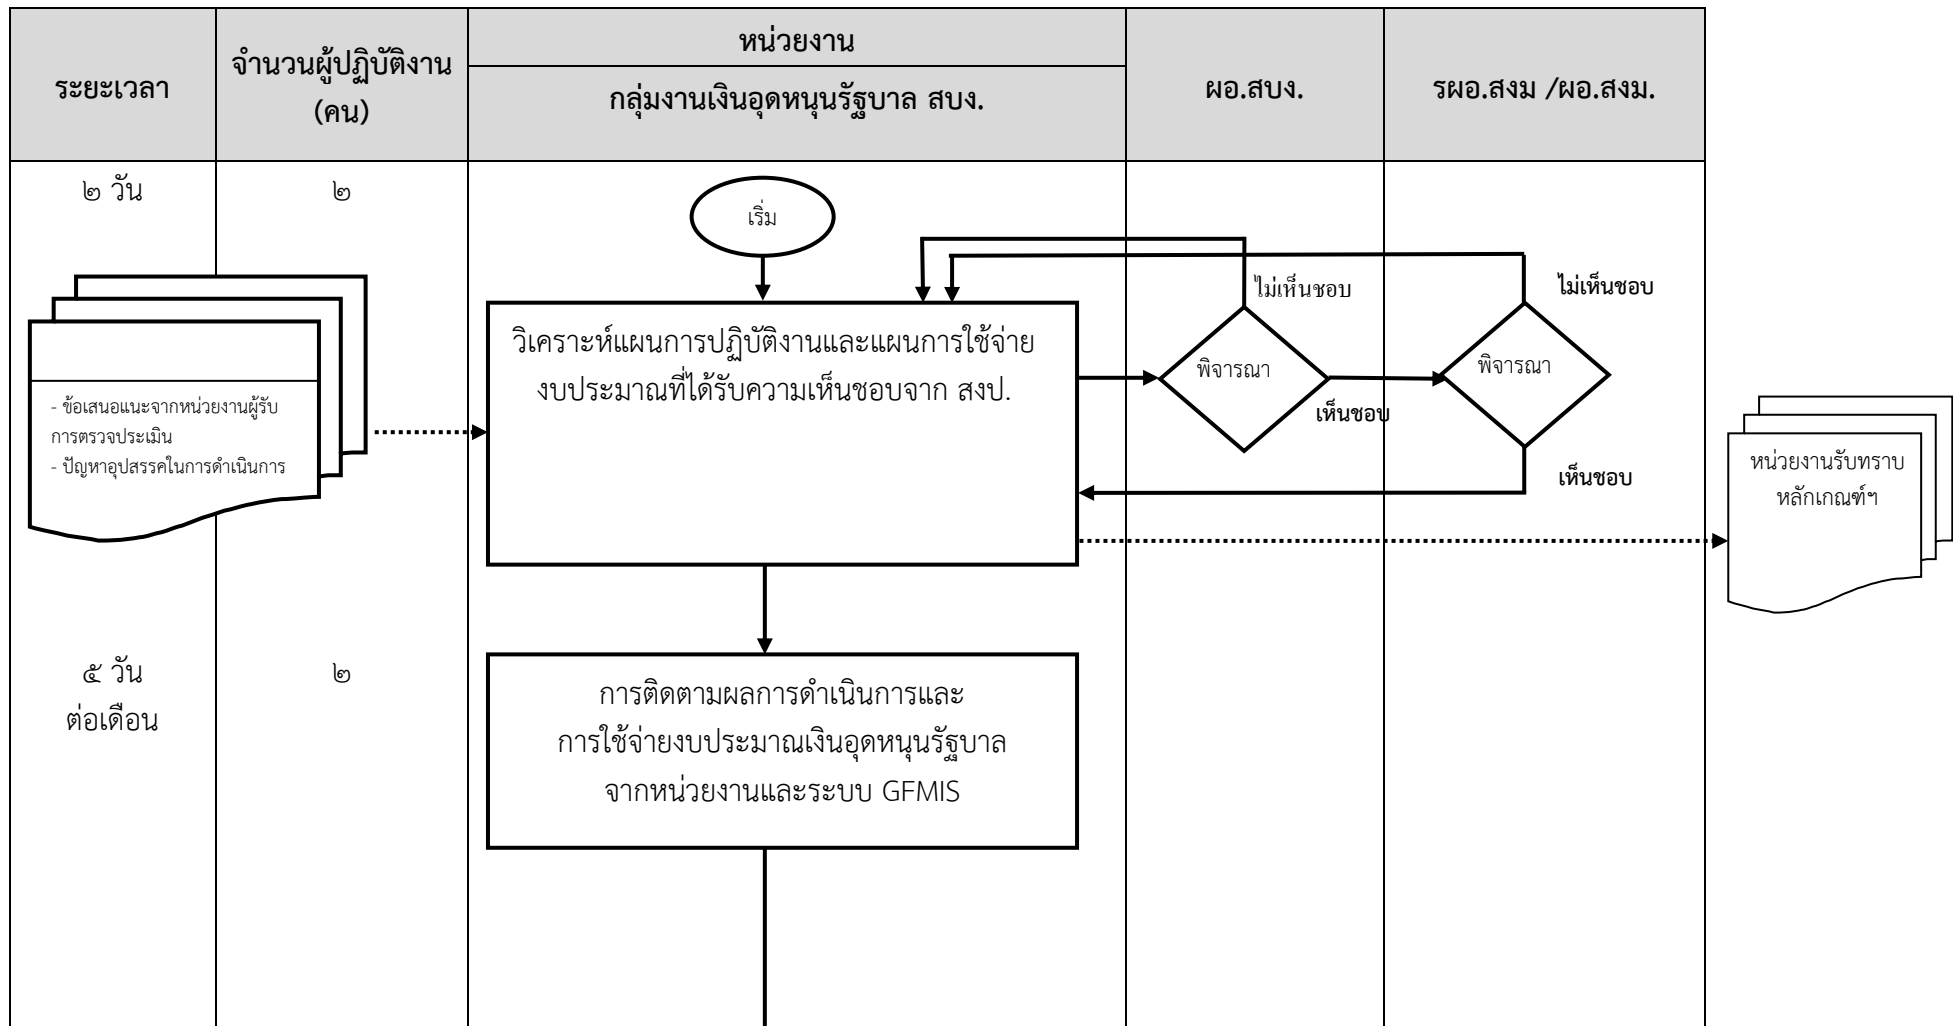 ระยะเวลา
จำนวนผู้ปฏิบัติงาน
(คน)
หน่วยงาน
กลุ่มงานเงินอุดหนุนรัฐบาล สบง.
ผอ.สบง.
รผอ.สงม /ผอ.สงม.
๒ วัน
๒
เริ่ม
ไม่เห็นชอบ
ไม่เห็นชอบ
วิเคราะห์แผนการปฏิบัติงานและแผนการใช้จ่าย
งบประมาณที่ได้รับความเห็นชอบจาก สงป.
พิจารณา
พิจารณา
เห็นชอบ
เห็นชอบ
- ข้อเสนอแนะจากหน่วยงานผู้รับ
การตรวจประเมิน
- ปัญหาอุปสรรคในการดำเนินการ
หน่วยงานรับทราบ
หลักเกณฑ์ฯ
๕ วัน
ต่อเดือน
๒
การติดตามผลการดำเนินการและ
การใช้จ่ายงบประมาณเงินอุดหนุนรัฐบาล
จากหน่วยงานและระบบ GFMIS